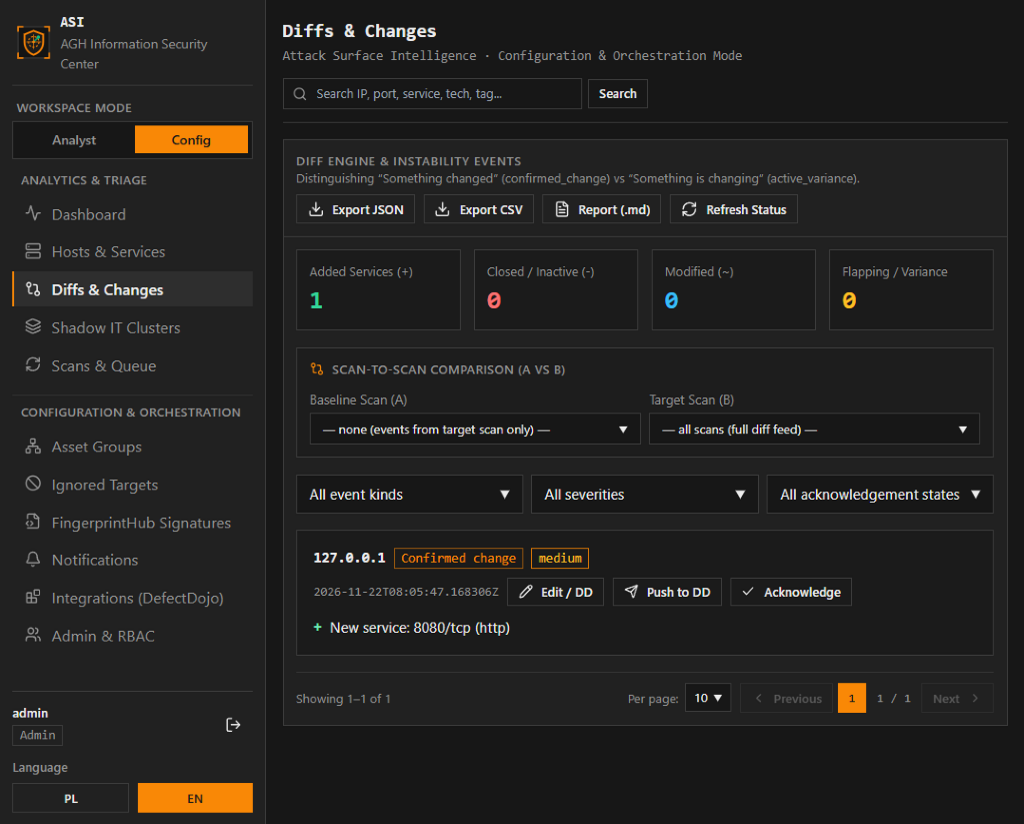 ASI
AGH Information Security
Center
WORKSPACE MODE
Analyst
Config
ANALYTICS & TRIAGE
Dashboard
Hosts & Services
Diffs & Changes
Shadow IT Clusters
Scans & Queue
CONFIGURATION & ORCHESTRATION
Asset Groups
Ignored Targets
FingerprintHub Signatures
Notifications
Integrations (DefectDojo)
Admin & RBAC
admin
Admin
Language
PL
EN
Diffs & Changes
Attack Surface Intelligence · Configuration & Orchestration Mode
Search IP, port, service, tech, tag...
Search
DIFF ENGINE & INSTABILITY EVENTS
Distinguishing “Something changed” (confirmed_change) vs “Something is changing” (active_variance).
Export JSON
Export CSV
Report (.md)
Refresh Status
Added Services (+)
1
Closed / Inactive (-)
0
Modified (~)
0
Flapping / Variance
0
SCAN-TO-SCAN COMPARISON (A VS B)
Baseline Scan (A)
— none (events from target scan only) —
Target Scan (B)
— all scans (full diff feed) —
All event kinds
All severities
All acknowledgement states
127.0.0.1 Confirmed change medium
2026-11-22T08:05:47.168306Z Edit / DD Push to DD Acknowledge
+ New service: 8080/tcp (http)
Showing 1–1 of 1
Per page: 10
Previous
1
1 / 1
Next